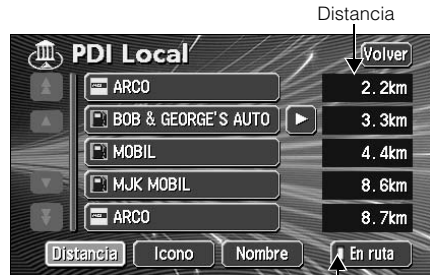 Distancia
PDI Local
Volver
ARCO
2.2km
BOB & GEORGE'S AUTO
3.3km
MOBIL
4.4km
MJK MOBIL
8.6km
ARCO
8.7km
Distancia
Icono
Nombre
En ruta